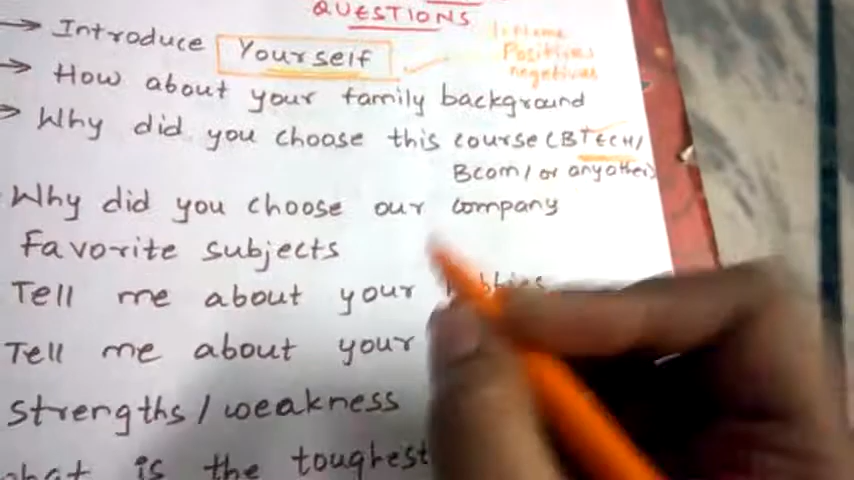 QUESTIONS
Introduce Yourself
Positives
negetives
How about your family background
Why did you choose this course (BTECH/
Bcom/ or anyother)
Why did you choose our company
Favorite subjects
Tell me about your
Tell me about your
Strengths/weakness
is the toughest